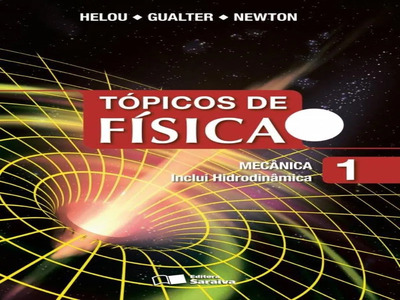 HELOU ◆ GUALTER ◆ NEWTON
TÓPICOS DE
FÍSICA
MECÂNICA
Inclui Hidrodinâmica
1
Editora
Saraiva